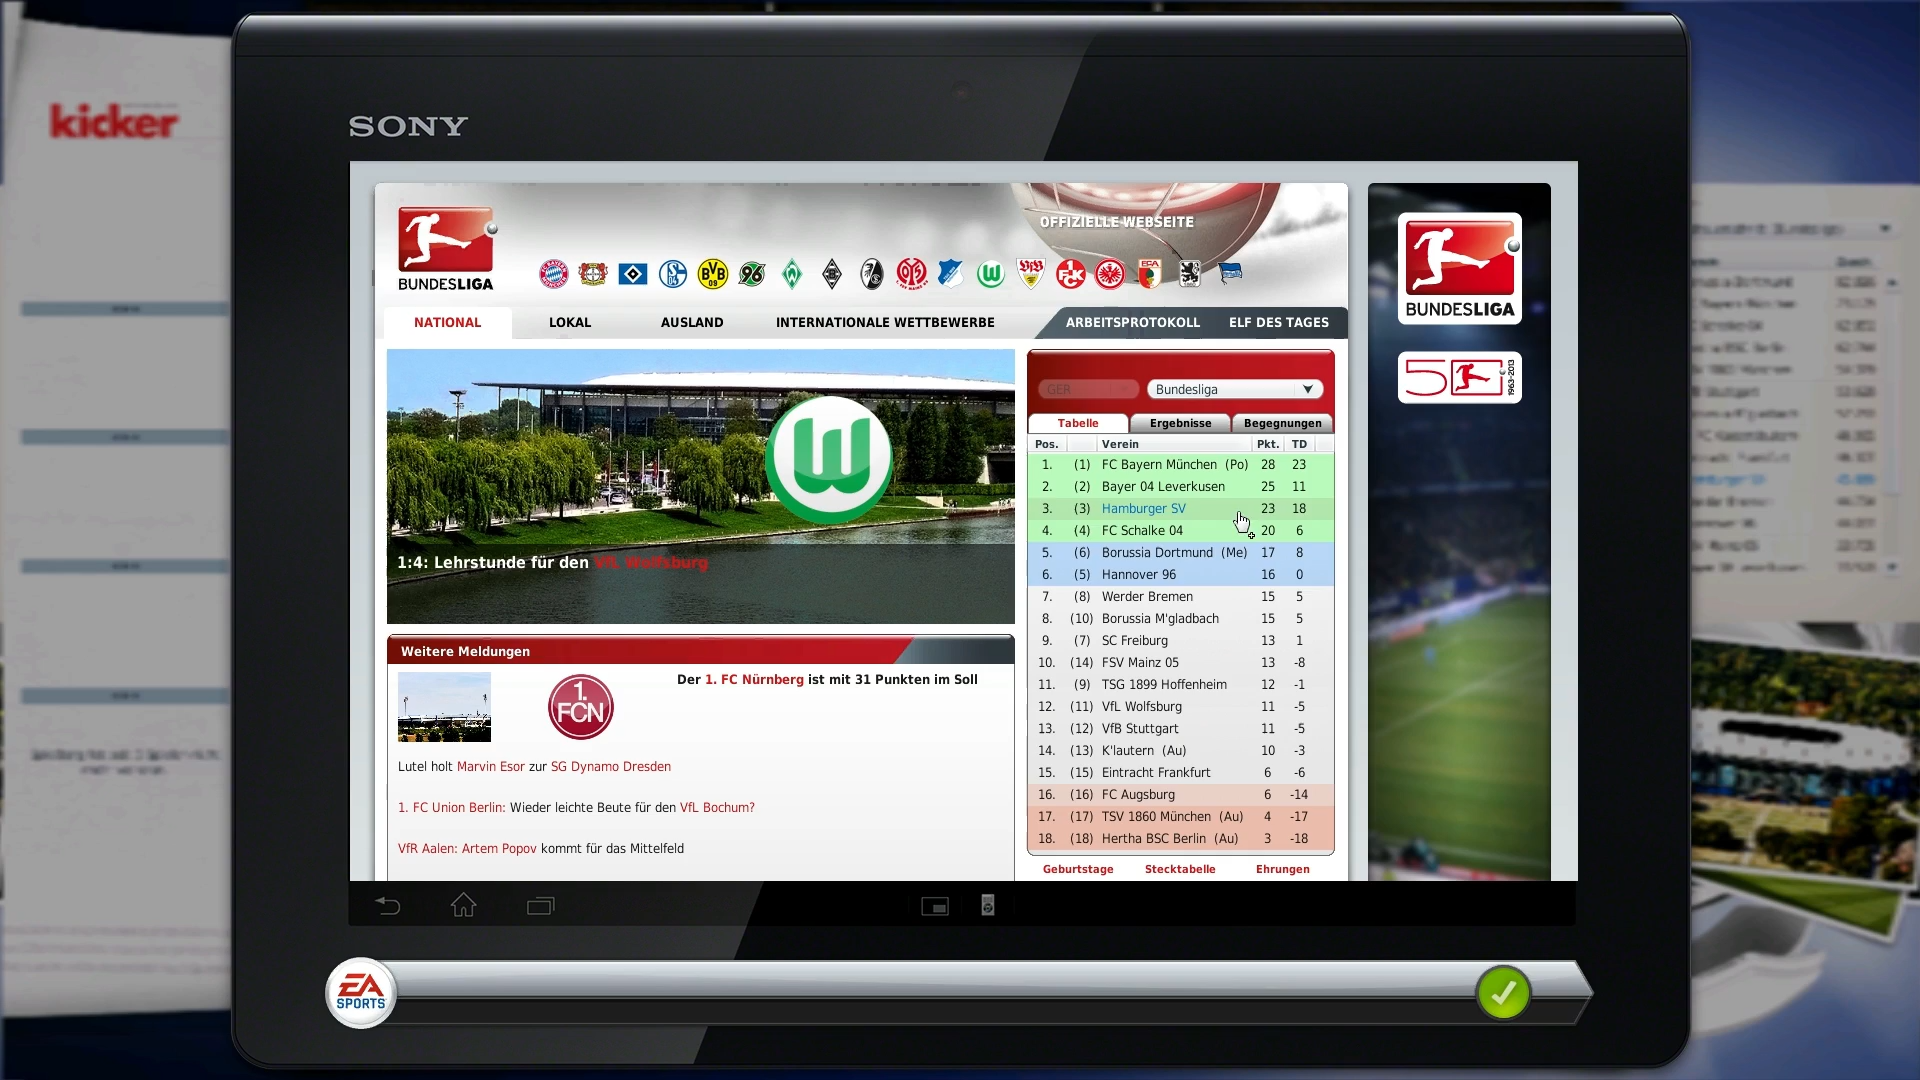 kicker
SONY
BUNDESLIGA
OFFIZIELLE WEBSEITE
NATIONAL LOKAL AUSLAND INTERNATIONALE WETTBEWERBE ARBEITSPROTOKOLL ELF DES TAGES
1:4: Lehrstunde für den VfL Wolfsburg
Weitere Meldungen
1. FCN
Der 1. FC Nürnberg ist mit 31 Punkten im Soll
Lutel holt Marvin Esor zur SG Dynamo Dresden
1. FC Union Berlin: Wieder leichte Beute für den VfL Bochum?
VfR Aalen: Artem Popov kommt für das Mittelfeld
GER Bundesliga
Tabelle Ergebnisse Begegnungen
Pos. Verein Pkt. TD
1. (1) FC Bayern München (Po) 28 23
2. (2) Bayer 04 Leverkusen 25 11
3. (3) Hamburger SV 23 18
4. (4) FC Schalke 04 20 6
5. (6) Borussia Dortmund (Me) 17 8
6. (5) Hannover 96 16 0
7. (8) Werder Bremen 15 5
8. (10) Borussia M'gladbach 15 5
9. (7) SC Freiburg 13 1
10. (14) FSV Mainz 05 13 -8
11. (9) TSG 1899 Hoffenheim 12 -1
12. (11) VfL Wolfsburg 11 -5
13. (12) VfB Stuttgart 11 -5
14. (13) K'lautern (Au) 10 -3
15. (15) Eintracht Frankfurt 6 -6
16. (16) FC Augsburg 6 -14
17. (17) TSV 1860 München (Au) 4 -17
18. (18) Hertha BSC Berlin (Au) 3 -18
Geburtstage Stecktabelle Ehrungen
BUNDESLIGA
50 1963-2013
EA SPORTS